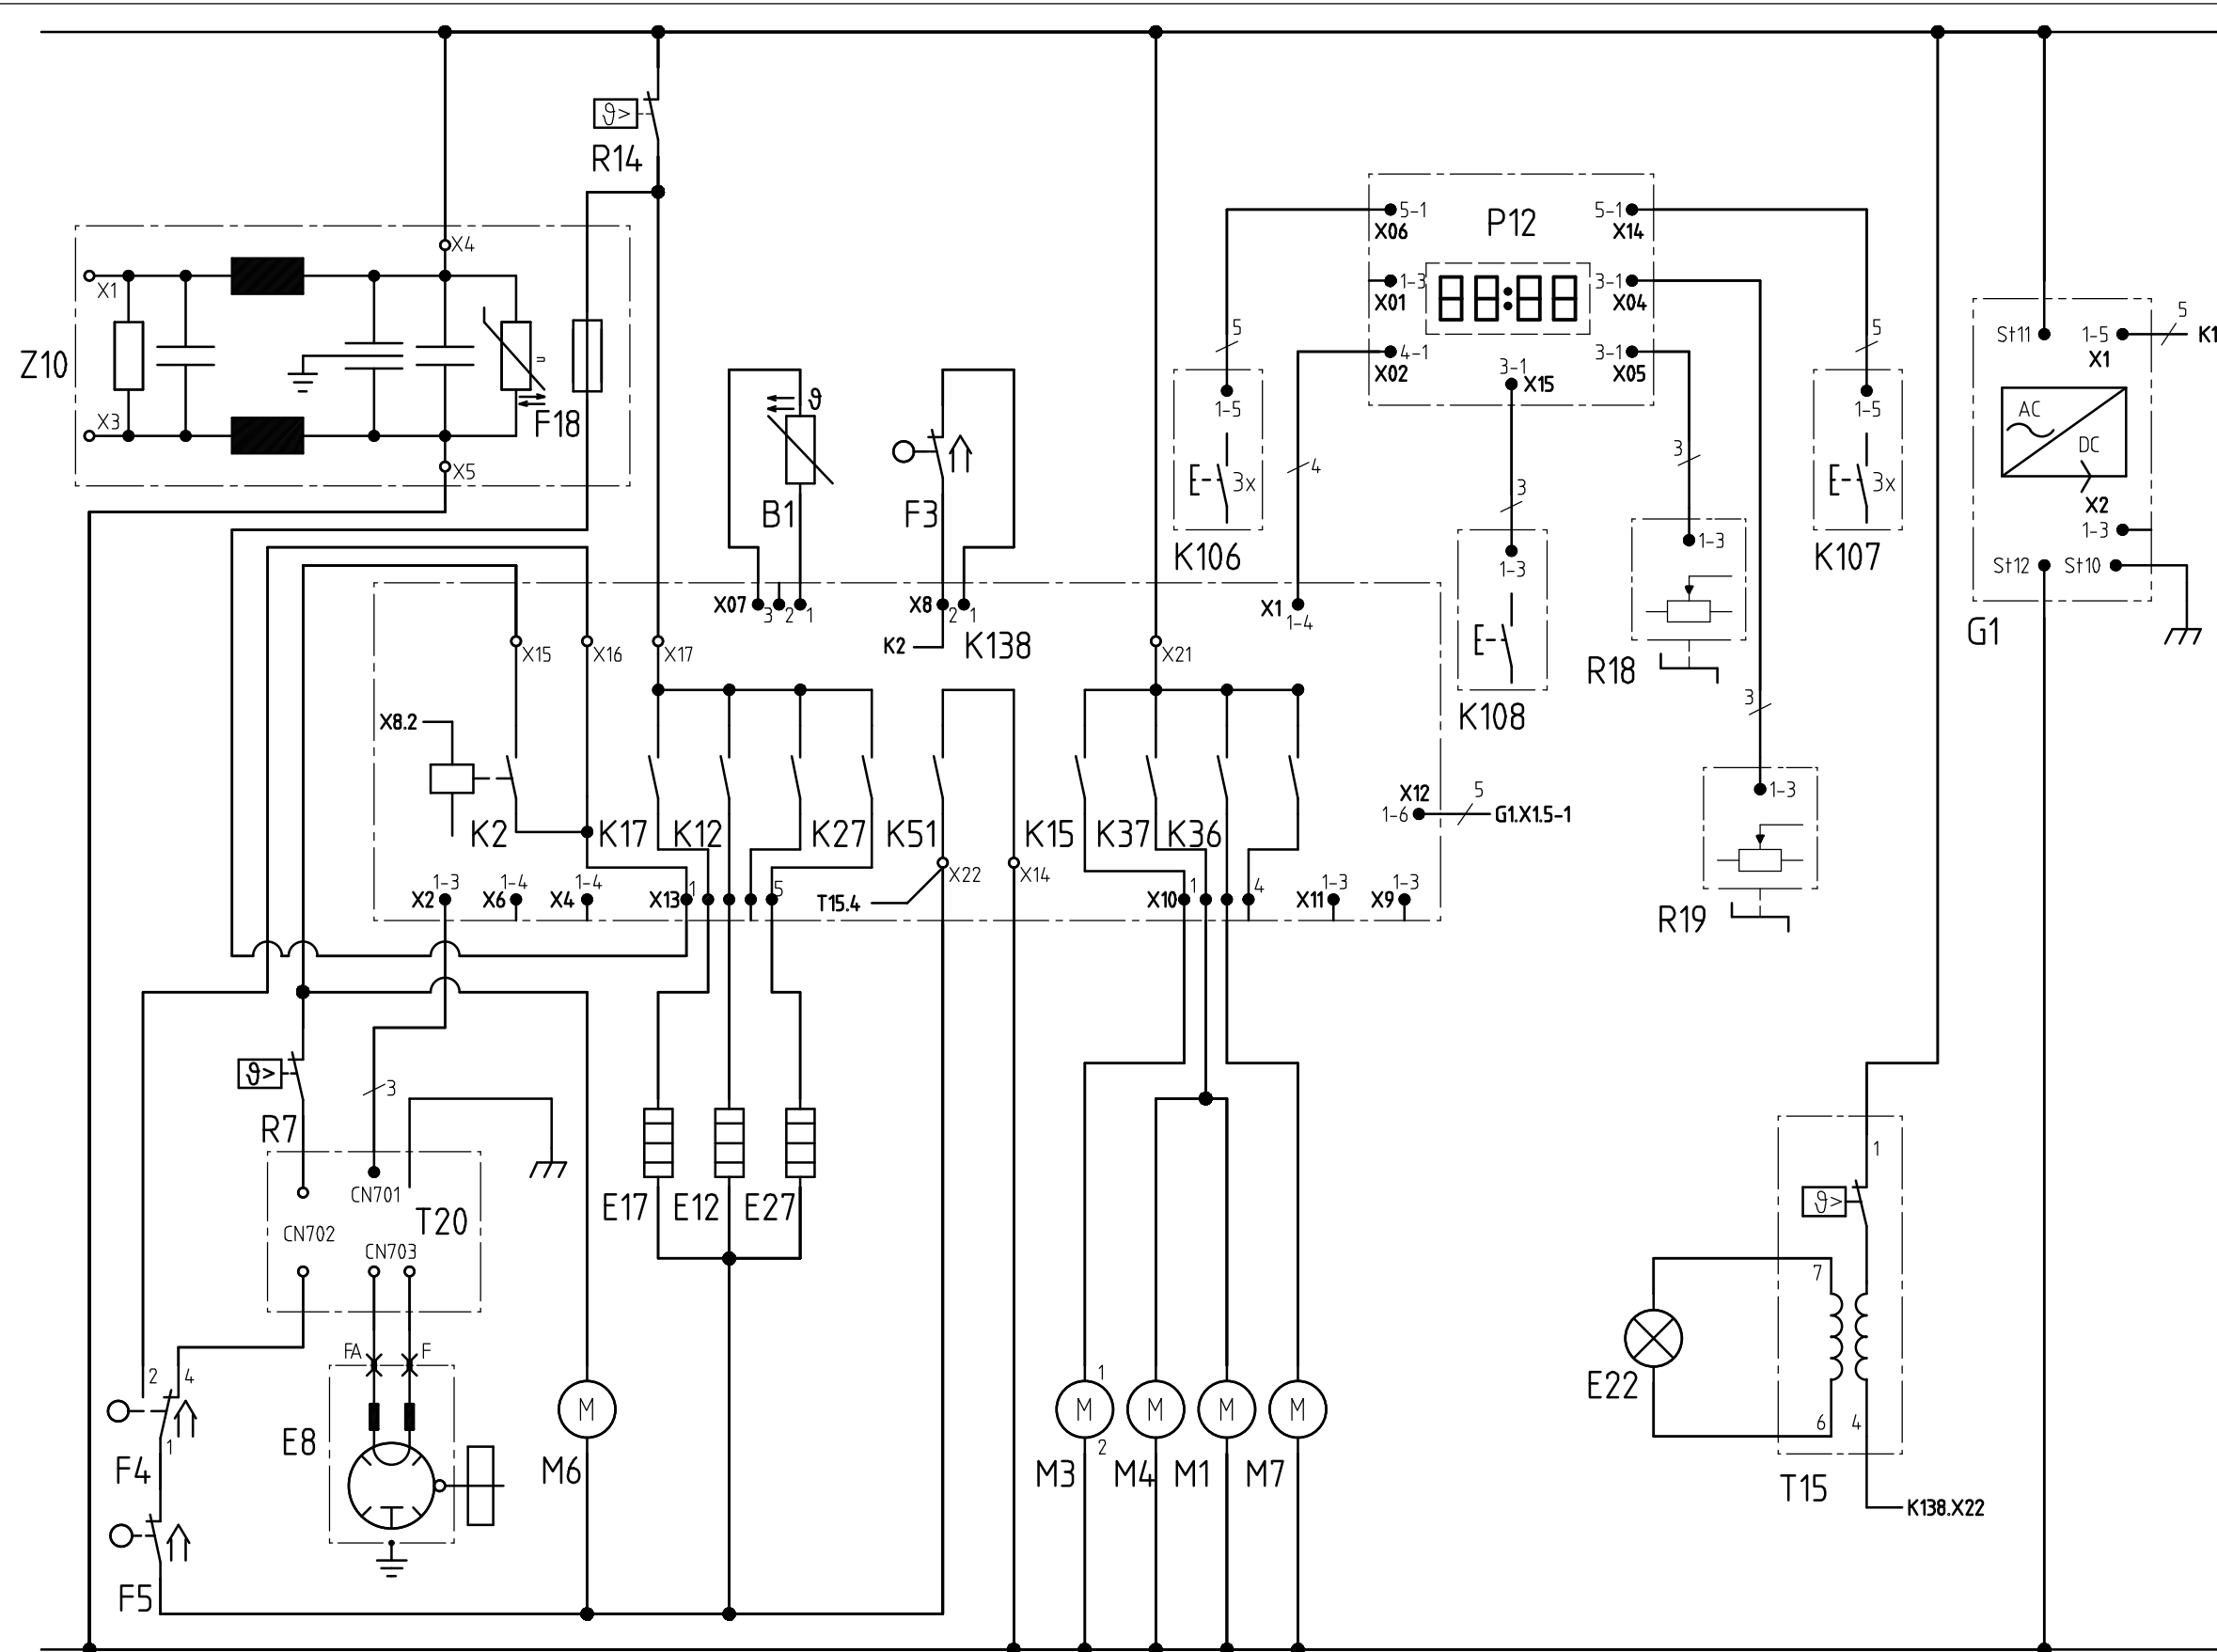 R14
X4
X1
X3
X5
Z10
F18
ϑ>
ϑ
B1
F3
5-1
X06
P12
5-1
X14
1-3
X01
88:88
3-1
X04
4-1
X02
3-1
X15
3-1
X05
5
1-5
3x
K106
4
3
1-3
K108
3
1-3
R18
3
1-3
R19
5
1-5
3x
K107
St11
1-5
X1
5
K1
AC
DC
X2
1-3
St12
St10
G1
X07
3
2
1
X8
2
1
K2
K138
X1
1-4
X15
X16
X17
X21
X8.2
K2
K17
K12
K27
K51
K15
K37
K36
X12
1-6
5
G1.X1.5-1
X22
X14
T15.4
1-3
X2
1-4
X6
1-4
X4
X13
1
5
X10
1
4
1-3
X11
1-3
X9
ϑ>
R7
3
CN701
CN702
T20
CN703
E17
E12
E27
FA
F
2
4
1
F4
F5
E8
M
M6
1
M
2
M3
M
M4
M
M1
M
M7
1
ϑ>
7
6
4
E22
T15
K138.X22